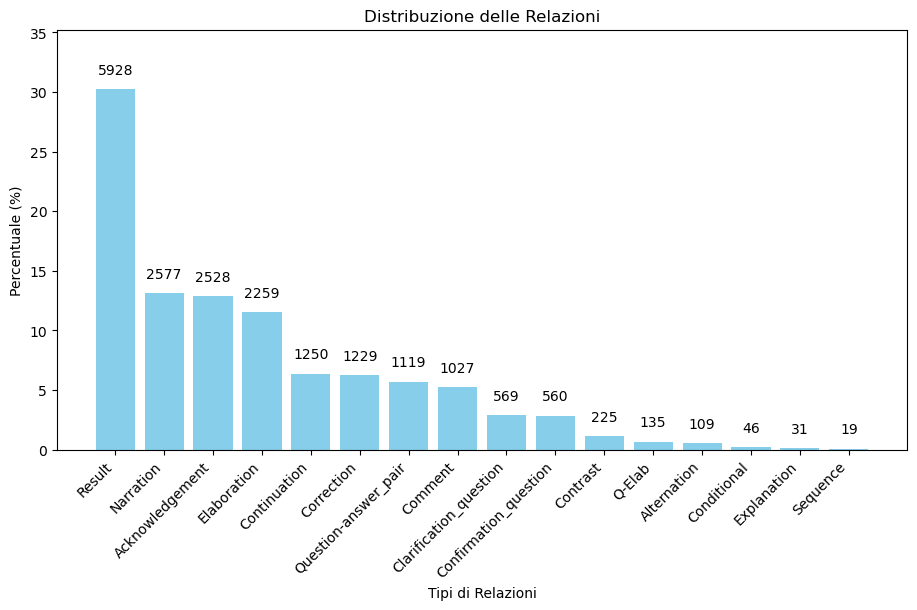 Distribuzione delle Relazioni
Percentuale (%)
35
30
25
20
15
10
5
0
5928
2577
2528
2259
1250
1229
1119
1027
569
560
225
135
109
46
31
19
Result
Narration
Acknowledgement
Elaboration
Continuation
Correction
Question-answer_pair
Comment
Clarification_question
Confirmation_question
Contrast
Q-Elab
Alternation
Conditional
Explanation
Sequence
Tipi di Relazioni